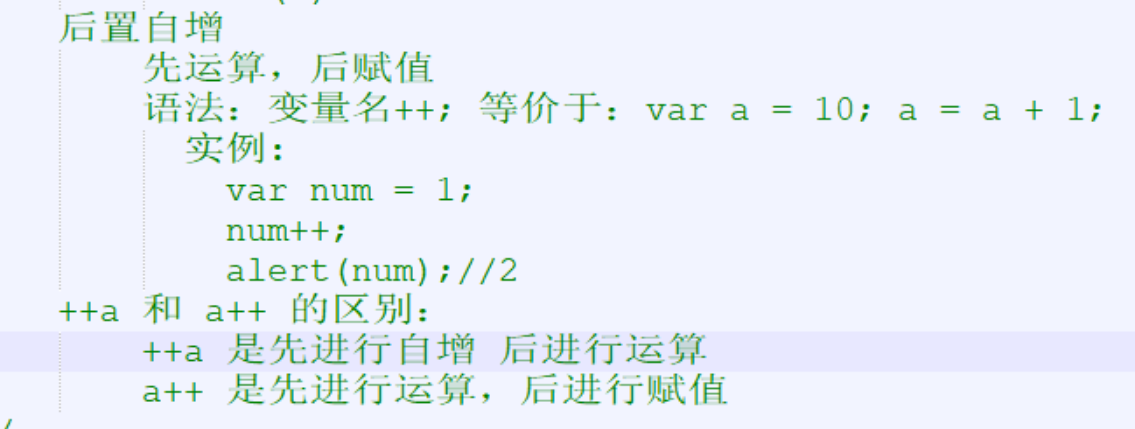 后置自增
先运算，后赋值
语法：变量名++; 等价于：var a = 10; a = a + 1;
实例：
var num = 1;
num++;
alert(num);//2
++a 和 a++ 的区别：
++a 是先进行自增 后进行运算
a++ 是先进行运算，后进行赋值
/